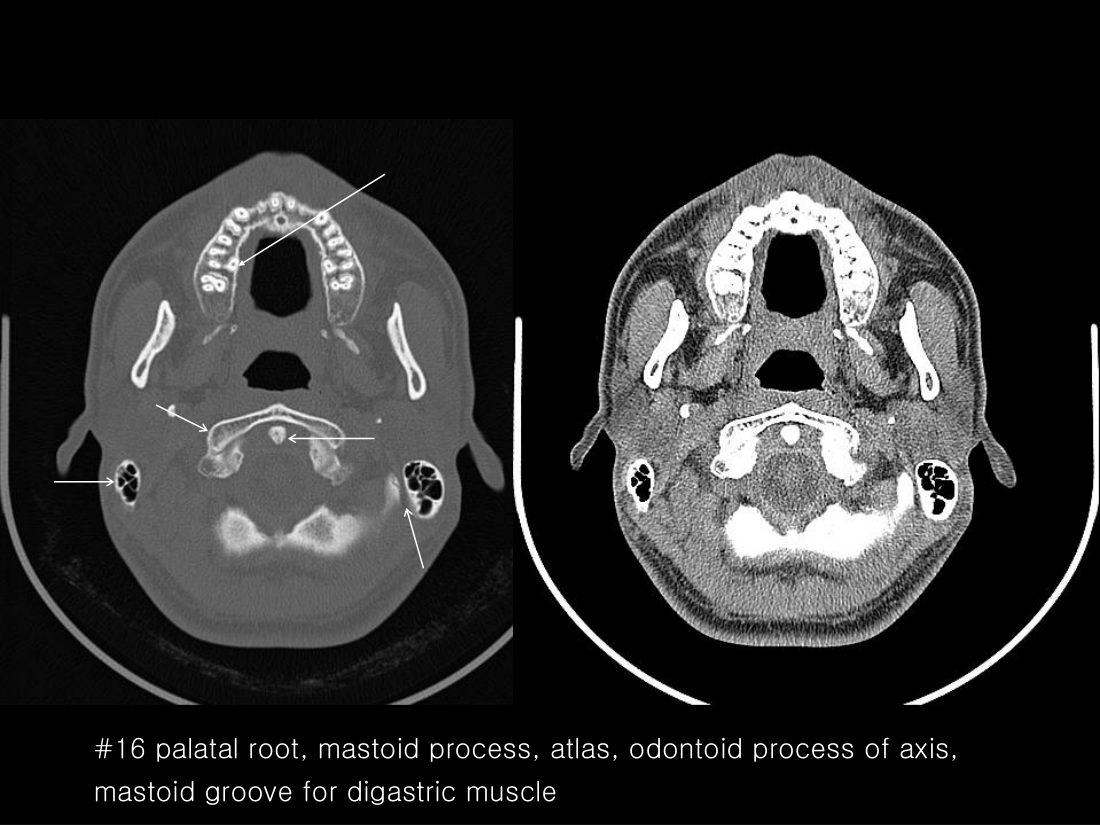 #16 palatal root, mastoid process, atlas, odontoid process of axis,
mastoid groove for digastric muscle